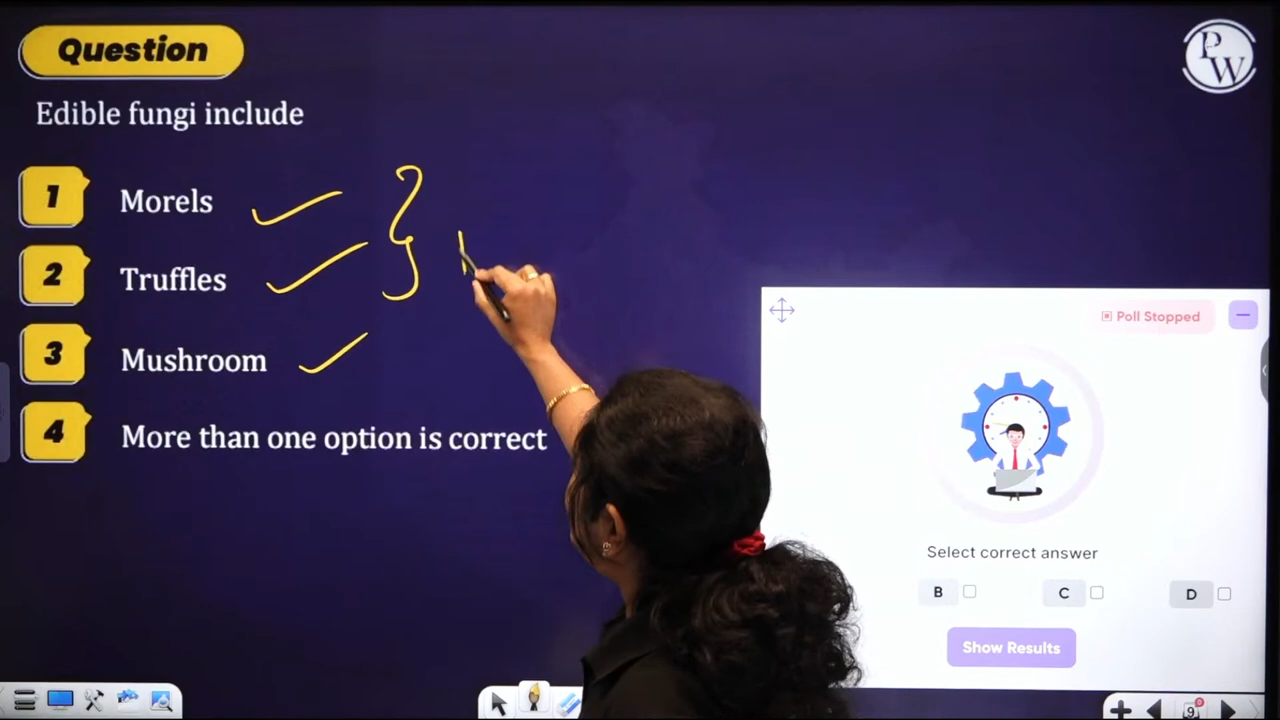 Question
PW
Edible fungi include
1 Morels
2 Truffles
3 Mushroom
4 More than one option is correct
Poll Stopped
Select correct answer
B
C
D
Show Results
9